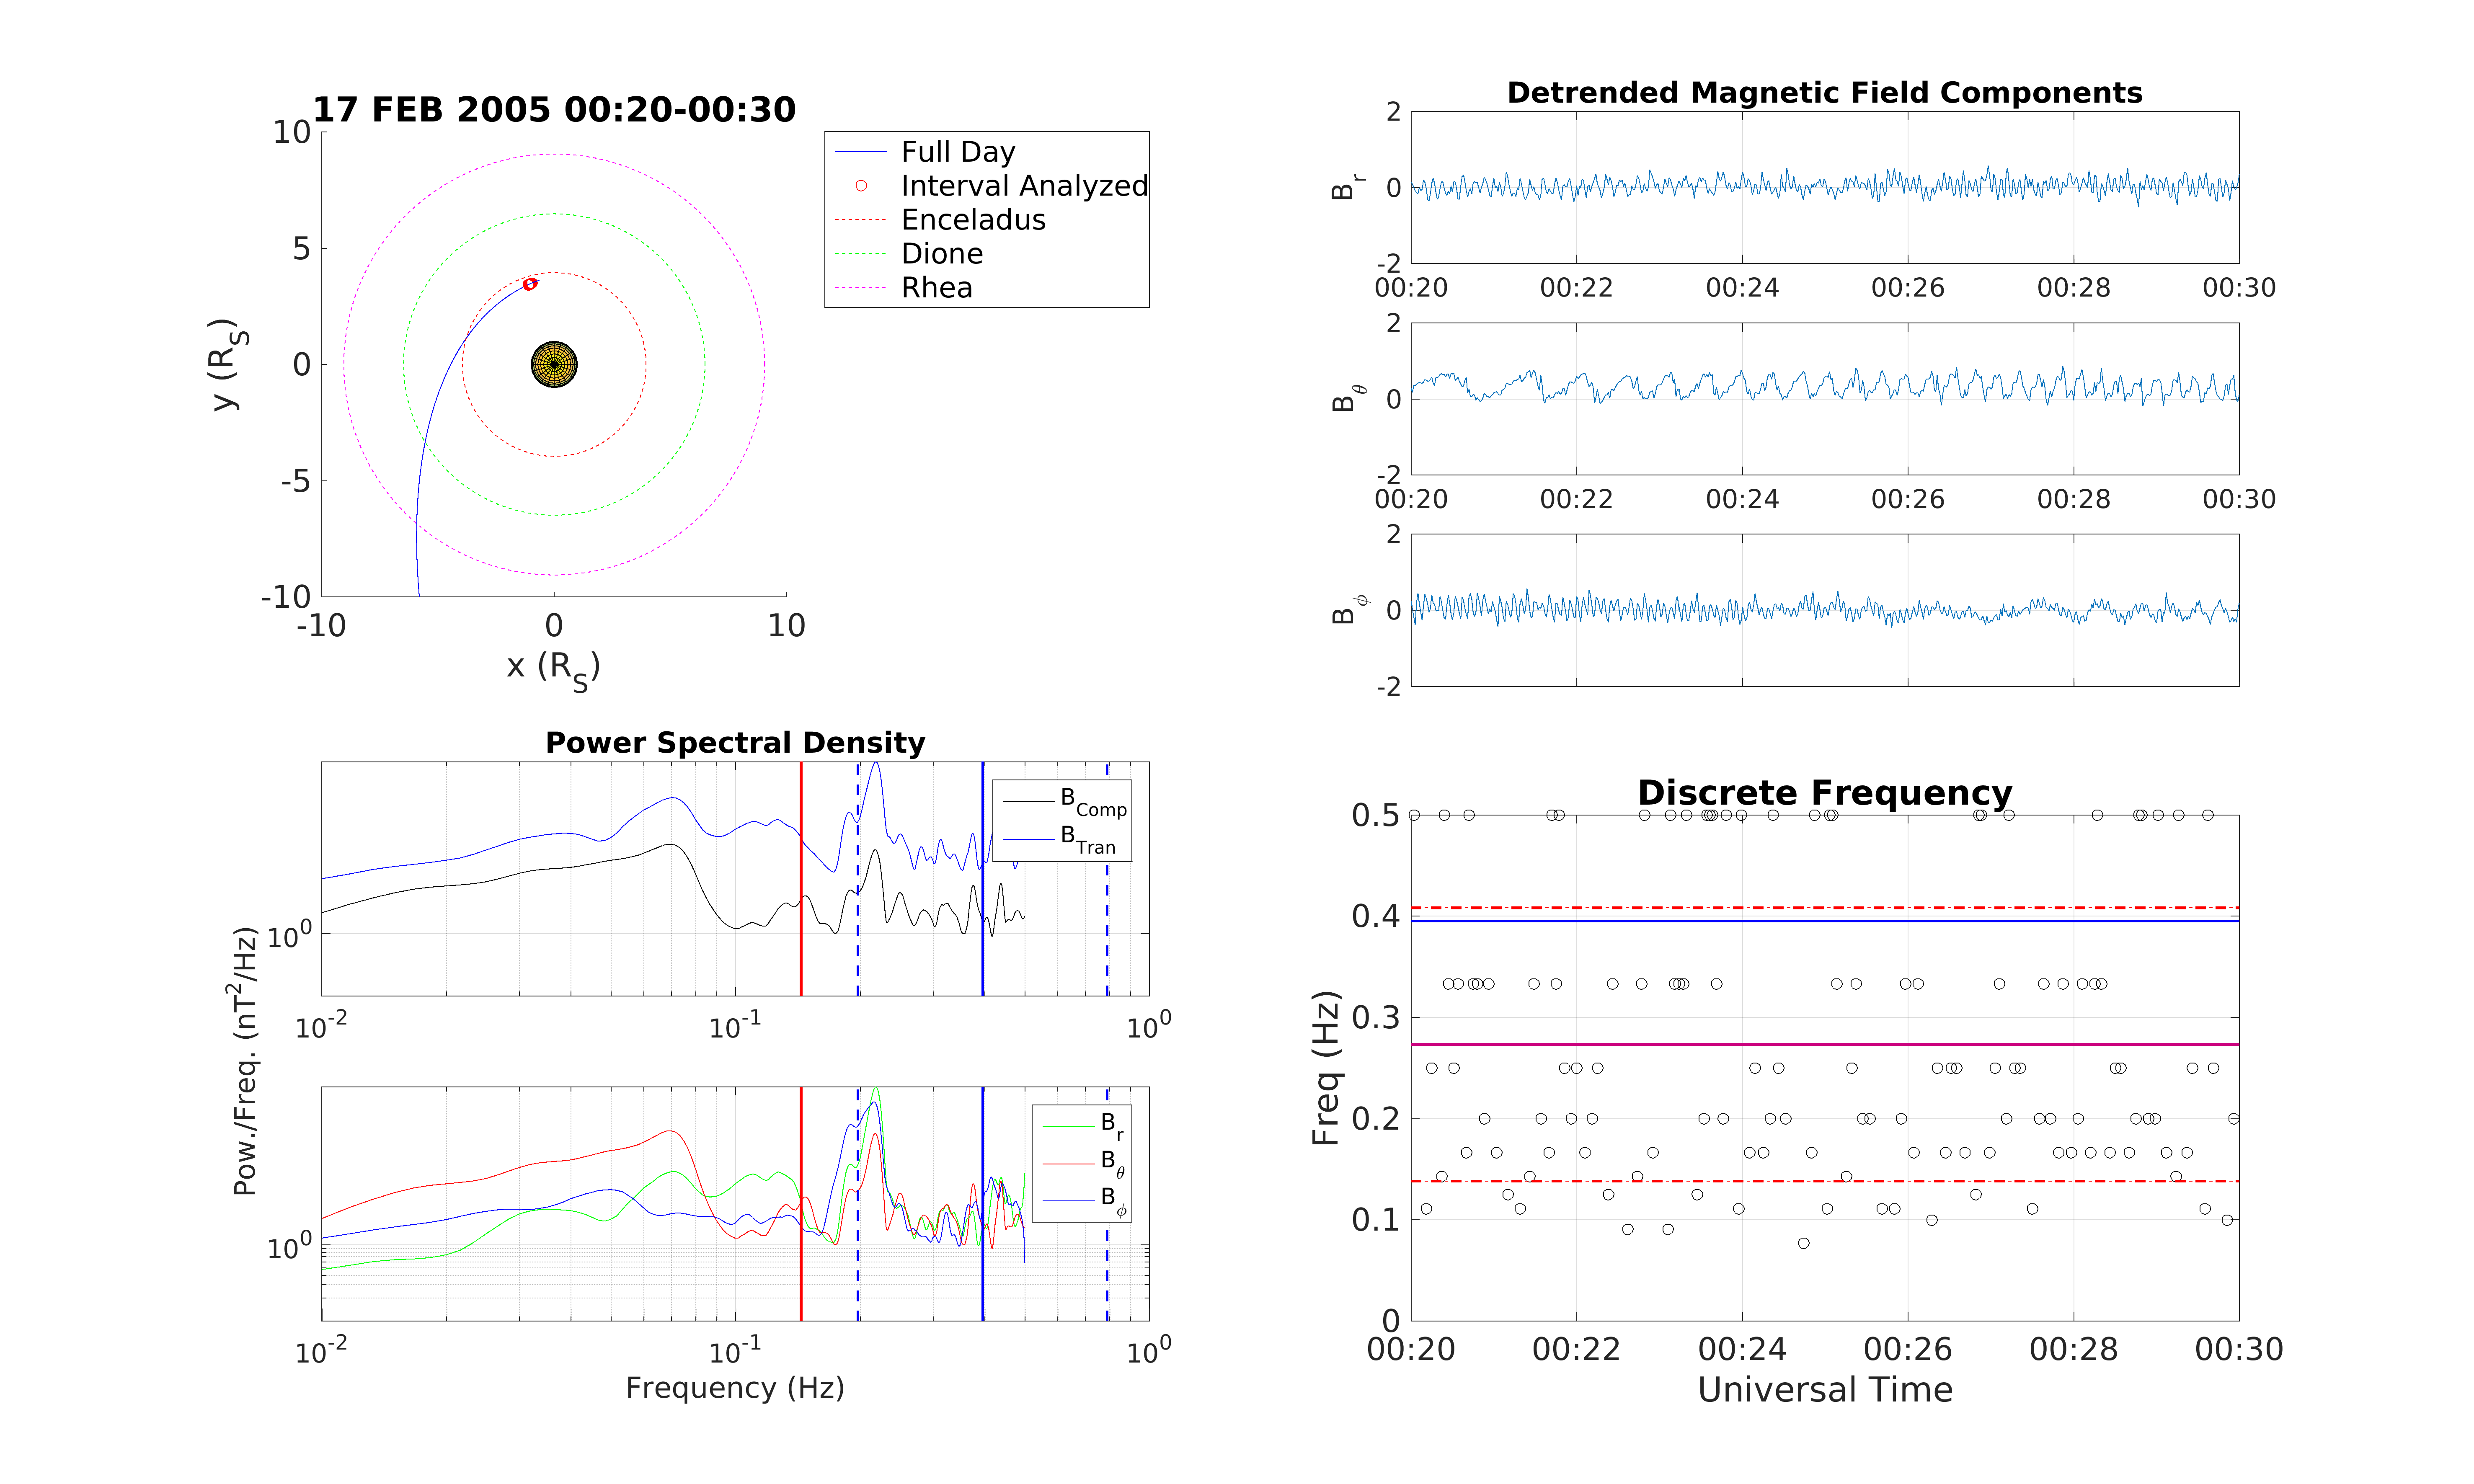 17 FEB 2005 00:20-00:30
10
5
0
-5
-10
-10 0 10
y (R_S)
x (R_S)
Full Day
Interval Analyzed
Enceladus
Dione
Rhea
Detrended Magnetic Field Components
2
0
-2
B_r
00:20 00:22 00:24 00:26 00:28 00:30
2
0
-2
B_θ
00:20 00:22 00:24 00:26 00:28 00:30
2
0
-2
B_ϕ
Power Spectral Density
B_Comp
B_Tran
10^0
10^-2 10^-1 10^0
Pow./Freq. (nT^2/Hz)
B_r
B_θ
B_ϕ
10^0
10^-2 10^-1 10^0
Frequency (Hz)
Discrete Frequency
0.5
0.4
0.3
0.2
0.1
0
Freq (Hz)
00:20 00:22 00:24 00:26 00:28 00:30
Universal Time